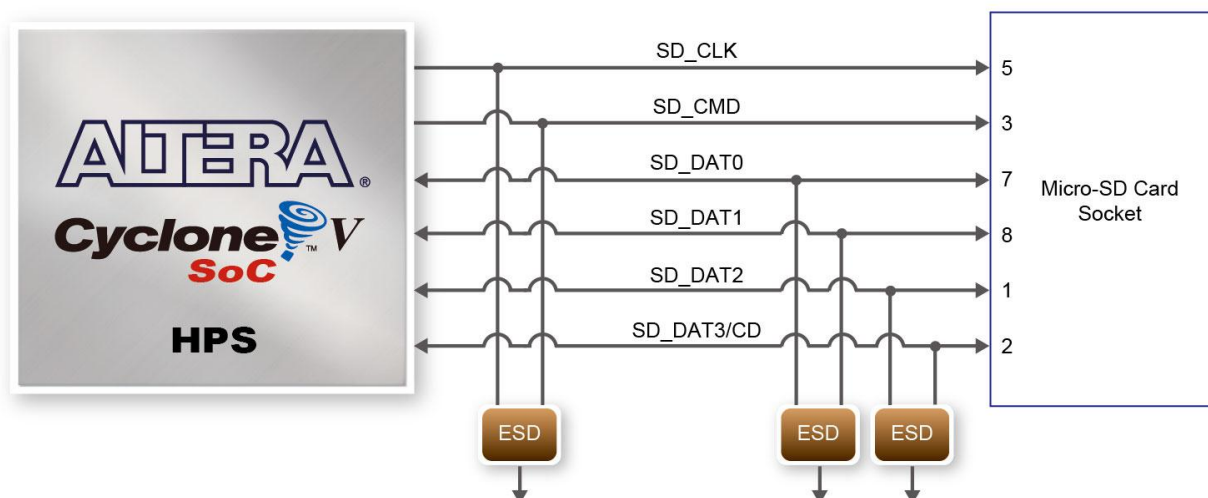 ALTERA®
Cyclone™ V
SoC
HPS
SD_CLK
5
SD_CMD
3
SD_DAT0
7
SD_DAT1
8
SD_DAT2
1
SD_DAT3/CD
2
Micro-SD Card
Socket
ESD
ESD
ESD